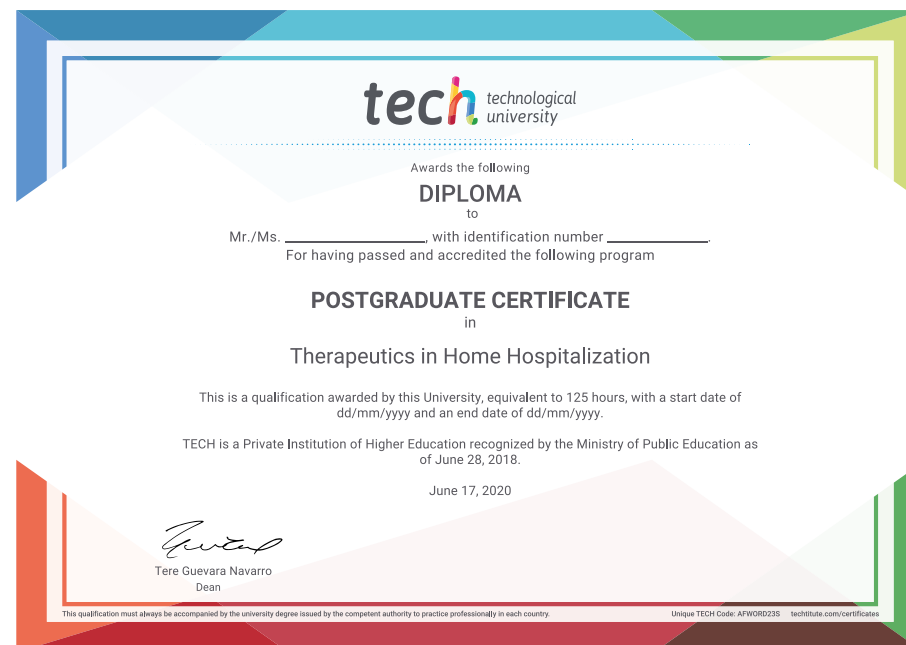 tech technological
university
Awards the following
DIPLOMA
to
Mr./Ms. ____________________, with identification number ______________.
For having passed and accredited the following program
POSTGRADUATE CERTIFICATE
in
Therapeutics in Home Hospitalization
This is a qualification awarded by this University, equivalent to 125 hours, with a start date of
dd/mm/yyyy and an end date of dd/mm/yyyy.
TECH is a Private Institution of Higher Education recognized by the Ministry of Public Education as
of June 28, 2018.
June 17, 2020
Tere Guevara Navarro
Dean
This qualification must always be accompanied by the university degree issued by the competent authority to practice professionally in each country. Unique TECH Code: AFWORD23S techtitute.com/certificates